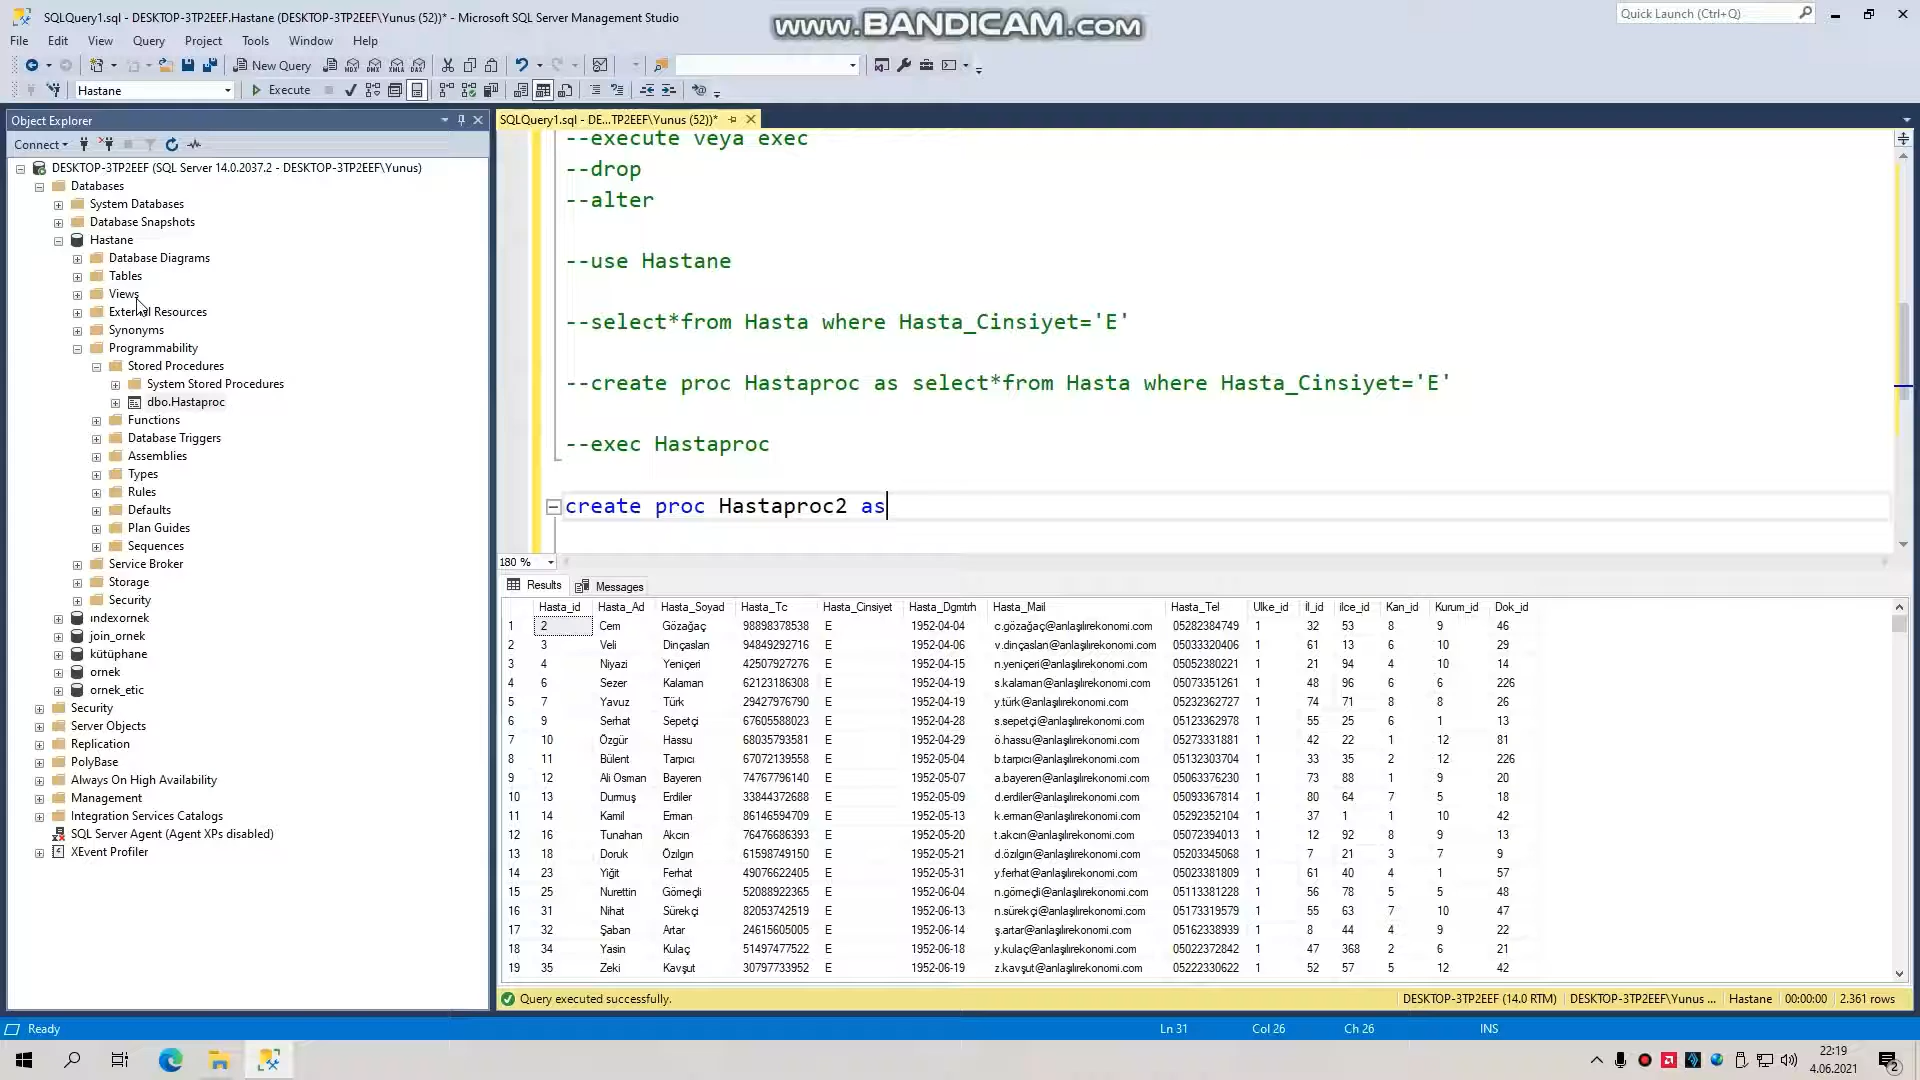 SQLQuery1.sql - DESKTOP-3TP2EEF.Hastane (DESKTOP-3TP2EEF\Yunus (52))* - Microsoft SQL Server Management Studio
www.BANDICAM.com
Quick Launch (Ctrl+Q)
File Edit View Query Project Tools Window Help
New Query
Hastane Execute
Object Explorer
Connect
DESKTOP-3TP2EEF (SQL Server 14.0.2037.2 - DESKTOP-3TP2EEF\Yunus)
Databases
System Databases
Database Snapshots
Hastane
Database Diagrams
Tables
Views
External Resources
Synonyms
Programmability
Stored Procedures
System Stored Procedures
dbo.Hastaproc
Functions
Database Triggers
Assemblies
Types
Rules
Defaults
Plan Guides
Sequences
Service Broker
Storage
Security
indexornek
join_ornek
kütüphane
ornek
ornek_etic
Security
Server Objects
Replication
PolyBase
Always On High Availability
Management
Integration Services Catalogs
SQL Server Agent (Agent XPs disabled)
XEvent Profiler
SQLQuery1.sql - DE...TP2EEF\Yunus (52))*
--execute veya exec
--drop
--alter
--use Hastane
--select*from Hasta where Hasta_Cinsiyet='E'
--create proc Hastaproc as select*from Hasta where Hasta_Cinsiyet='E'
--exec Hastaproc
create proc Hastaproc2 as
180 %
Results Messages
Hasta_id Hasta_Ad Hasta_Soyad Hasta_Tc Hasta_Cinsiyet Hasta_Dgmtrh Hasta_Mail Hasta_Tel Ulke_id İl_id ilce_id Kan_id Kurum_id Dok_id
1 2 Cem Gözağaç 98898378538 E 1952-04-04 c.gözağaç@anlaşılırekonomi.com 05282384749 1 32 53 8 9 46
2 3 Veli Dinçaslan 94849292716 E 1952-04-06 v.dinçaslan@anlaşılırekonomi.com 05033320406 1 61 13 6 10 29
3 4 Niyazi Yeniçeri 42507927276 E 1952-04-15 n.yeniçeri@anlaşılırekonomi.com 05052380221 1 21 94 4 10 14
4 6 Sezer Kalaman 62123186308 E 1952-04-19 s.kalaman@anlaşılırekonomi.com 05073351261 1 48 96 6 6 226
5 7 Yavuz Türk 29427976790 E 1952-04-19 y.türk@anlaşılırekonomi.com 05232362727 1 74 71 8 8 26
6 9 Serhat Sepetçi 67605588023 E 1952-04-28 s.sepetçi@anlaşılırekonomi.com 05123362978 1 55 25 6 1 13
7 10 Özgür Hassu 68035793581 E 1952-04-29 ö.hassu@anlaşılırekonomi.com 05273331881 1 42 22 1 12 81
8 11 Bülent Tarpıcı 67072139558 E 1952-05-04 b.tarpıcı@anlaşılırekonomi.com 05132303704 1 33 35 2 12 226
9 12 Ali Osman Bayeren 74767796140 E 1952-05-07 a.bayeren@anlaşılırekonomi.com 05063376230 1 73 88 1 9 20
10 13 Durmuş Erdiler 33844372688 E 1952-05-09 d.erdiler@anlaşılırekonomi.com 05093367814 1 80 64 7 5 18
11 14 Kamil Erman 86146594709 E 1952-05-13 k.erman@anlaşılırekonomi.com 05292352104 1 37 1 1 10 42
12 16 Tunahan Akcın 76476686393 E 1952-05-20 t.akcın@anlaşılırekonomi.com 05072394013 1 12 92 8 9 13
13 18 Doruk Özılgın 61598749150 E 1952-05-21 d.özılgın@anlaşılırekonomi.com 05203345068 1 7 21 3 7 9
14 23 Yiğit Ferhat 49076622405 E 1952-05-31 y.ferhat@anlaşılırekonomi.com 05023381809 1 61 40 4 1 57
15 25 Nurettin Görneçli 52088922365 E 1952-06-04 n.görneçli@anlaşılırekonomi.com 05113381228 1 56 78 5 5 48
16 31 Nihat Sürekçi 82053742519 E 1952-06-13 n.sürekçi@anlaşılırekonomi.com 05173319579 1 55 63 7 10 47
17 32 Şaban Artar 24615605005 E 1952-06-14 ş.artar@anlaşılırekonomi.com 05162338939 1 8 44 4 9 22
18 34 Yasin Kulaç 51497477522 E 1952-06-18 y.kulaç@anlaşılırekonomi.com 05022372842 1 47 368 2 6 21
19 35 Zeki Kavşut 30797733952 E 1952-06-19 z.kavşut@anlaşılırekonomi.com 05222330622 1 52 57 5 12 42
Query executed successfully. DESKTOP-3TP2EEF (14.0 RTM) DESKTOP-3TP2EEF\Yunus ... Hastane 00:00:00 2.361 rows
Ready Ln 31 Col 26 Ch 26 INS
22:19
4.06.2021
2